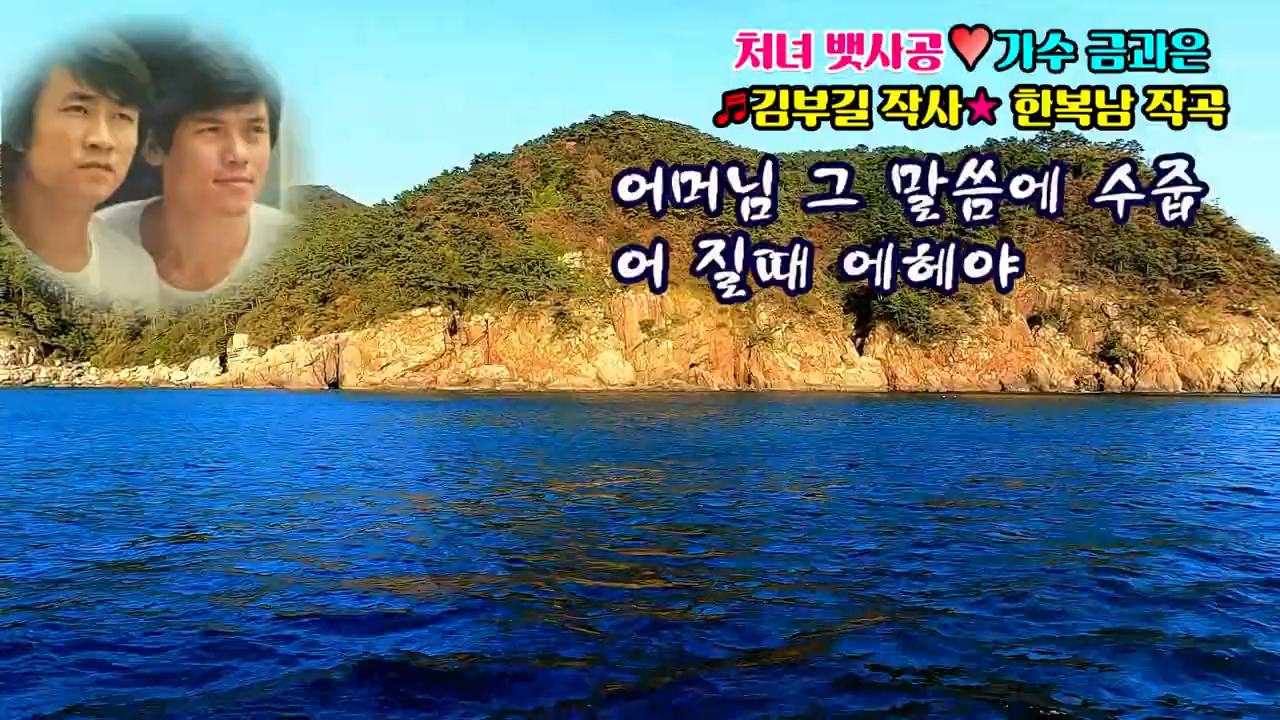 처녀 뱃사공♥가수 금과은
♬김부길 작사★ 한복남 작곡
어머님 그 말씀에 수줍
어 질때 에헤야